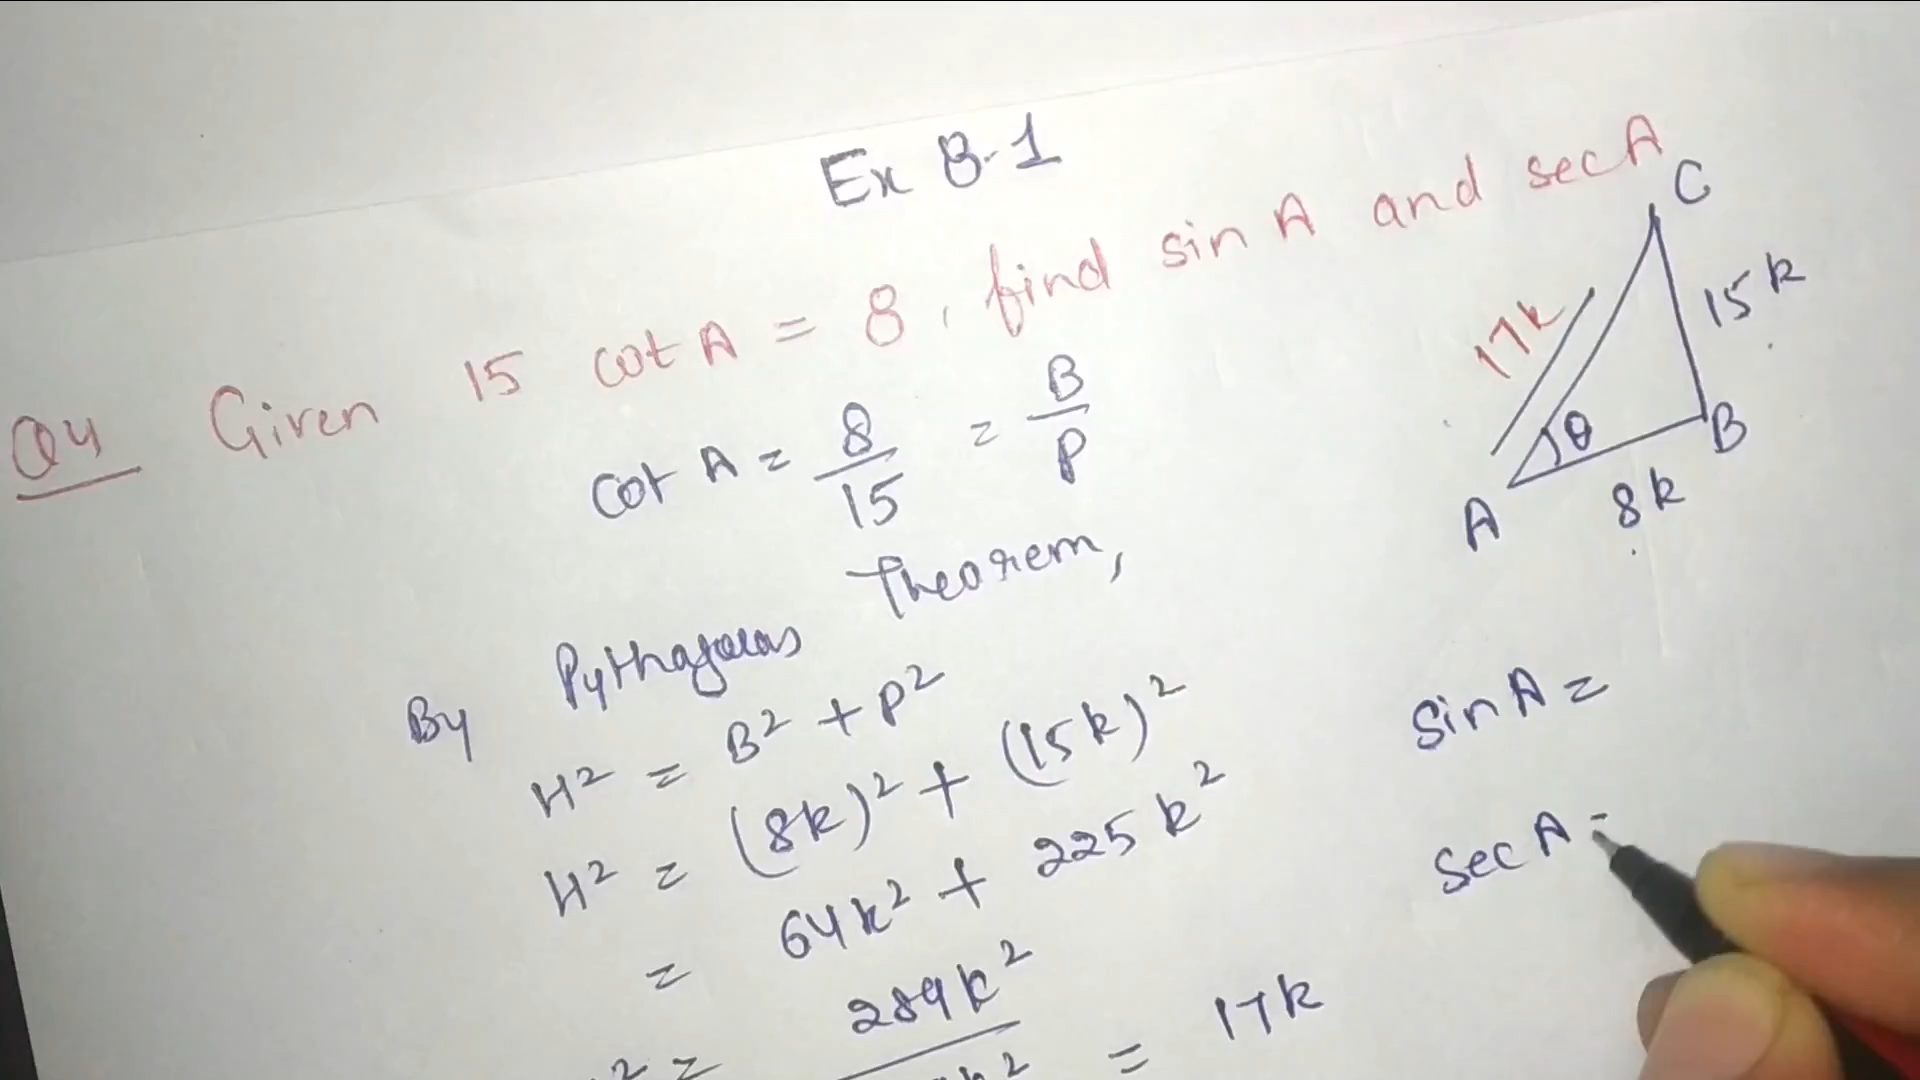 Ex 8.1
Q4 Given 15 cot A = 8, find sin A and sec A
cot A = 8/15 = B/P
By Pythagoras Theorem,
H² = B² + P²
H² = (8k)² + (15k)²
= 64k² + 225k²
= 289k²
= 17k
C
17k
15k
θ
B
A
8k
sin A =
sec A =